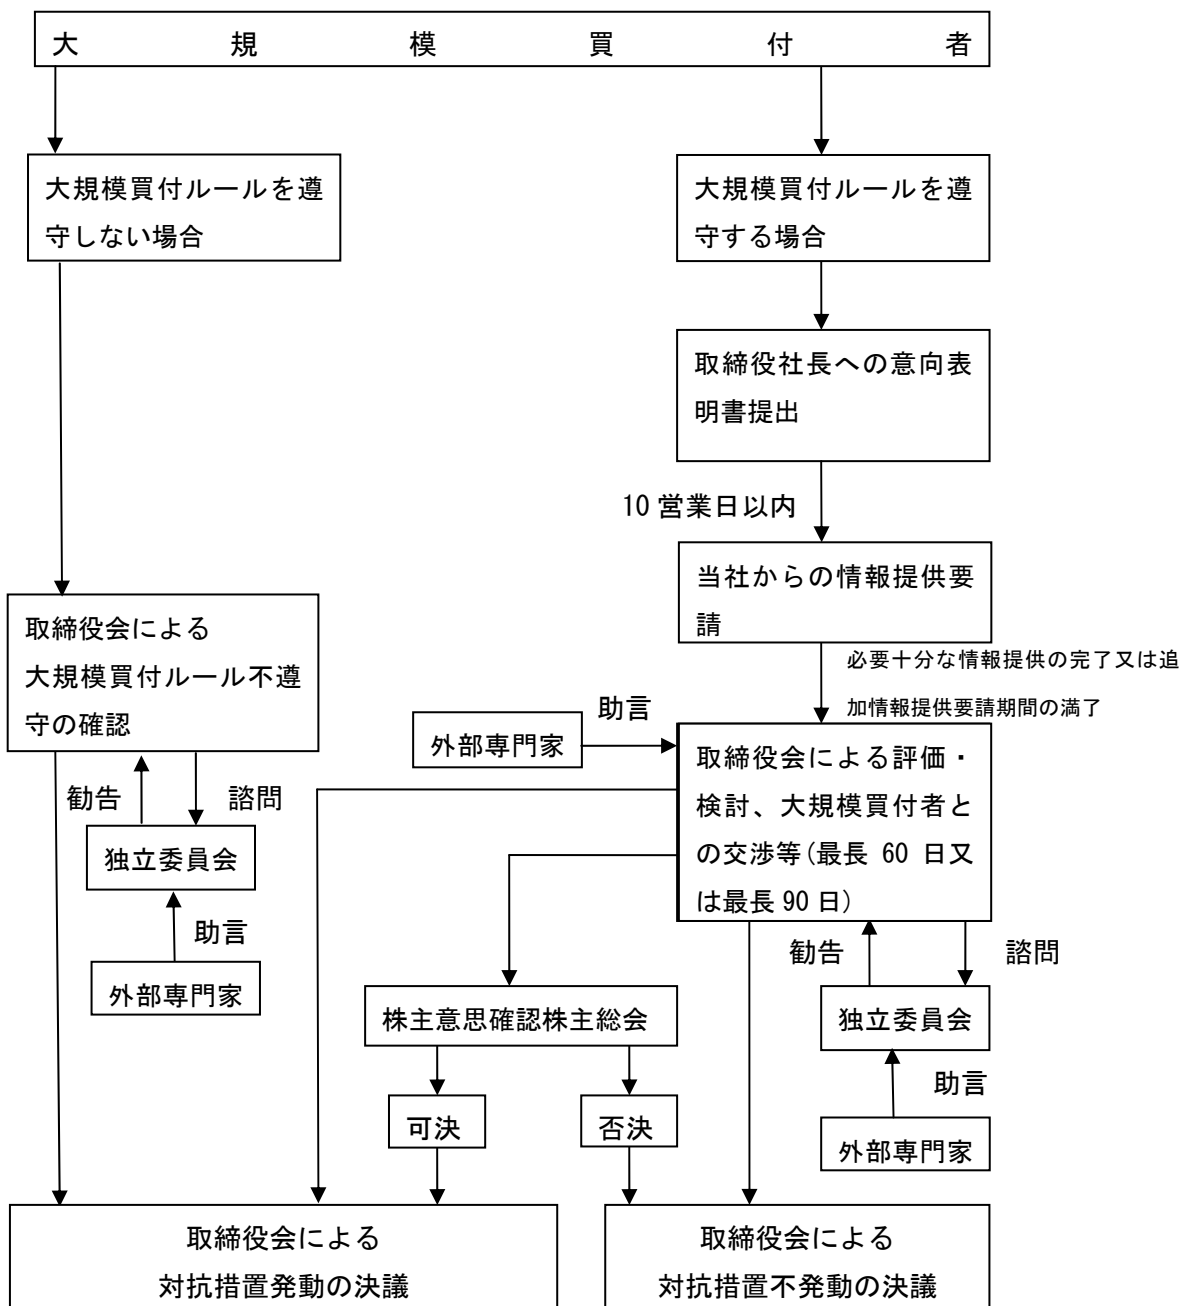 大規模買付者
大規模買付ルールを遵
守しない場合
大規模買付ルールを遵
守する場合
取締役社長への意向表
明書提出
10 営業日以内
当社からの情報提供要
請
必要十分な情報提供の完了又は追
加情報提供要請期間の満了
取締役会による
大規模買付ルール不遵
守の確認
助言
外部専門家
取締役会による評価・
検討、大規模買付者と
の交渉等(最長 60 日又
は最長 90 日)
勧告
諮問
独立委員会
助言
外部専門家
勧告
諮問
株主意思確認株主総会
独立委員会
可決
否決
助言
外部専門家
取締役会による
対抗措置発動の決議
取締役会による
対抗措置不発動の決議